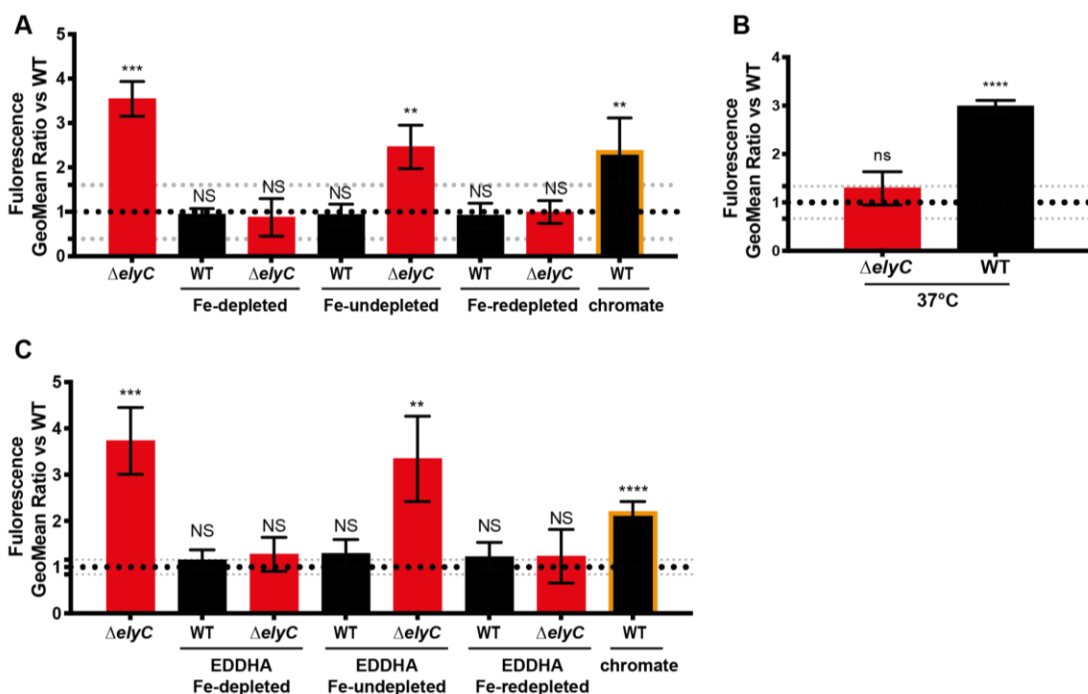 A
Fulorescence
GeoMean Ratio vs WT
5
4
3
2
1
0
***
NS
NS
NS
**
NS
NS
**
ΔelyC
WT
ΔelyC
WT
ΔelyC
WT
ΔelyC
WT
Fe-depleted
Fe-undepleted
Fe-redepleted
chromate
B
Fulorescence
GeoMean Ratio vs WT
4
3
2
1
0
ns
****
ΔelyC
WT
37°C
C
Fulorescence
GeoMean Ratio vs WT
5
4
3
2
1
0
***
NS
NS
NS
**
NS
NS
****
ΔelyC
WT
ΔelyC
WT
ΔelyC
WT
ΔelyC
WT
EDDHA
Fe-depleted
EDDHA
Fe-undepleted
EDDHA
Fe-redepleted
chromate